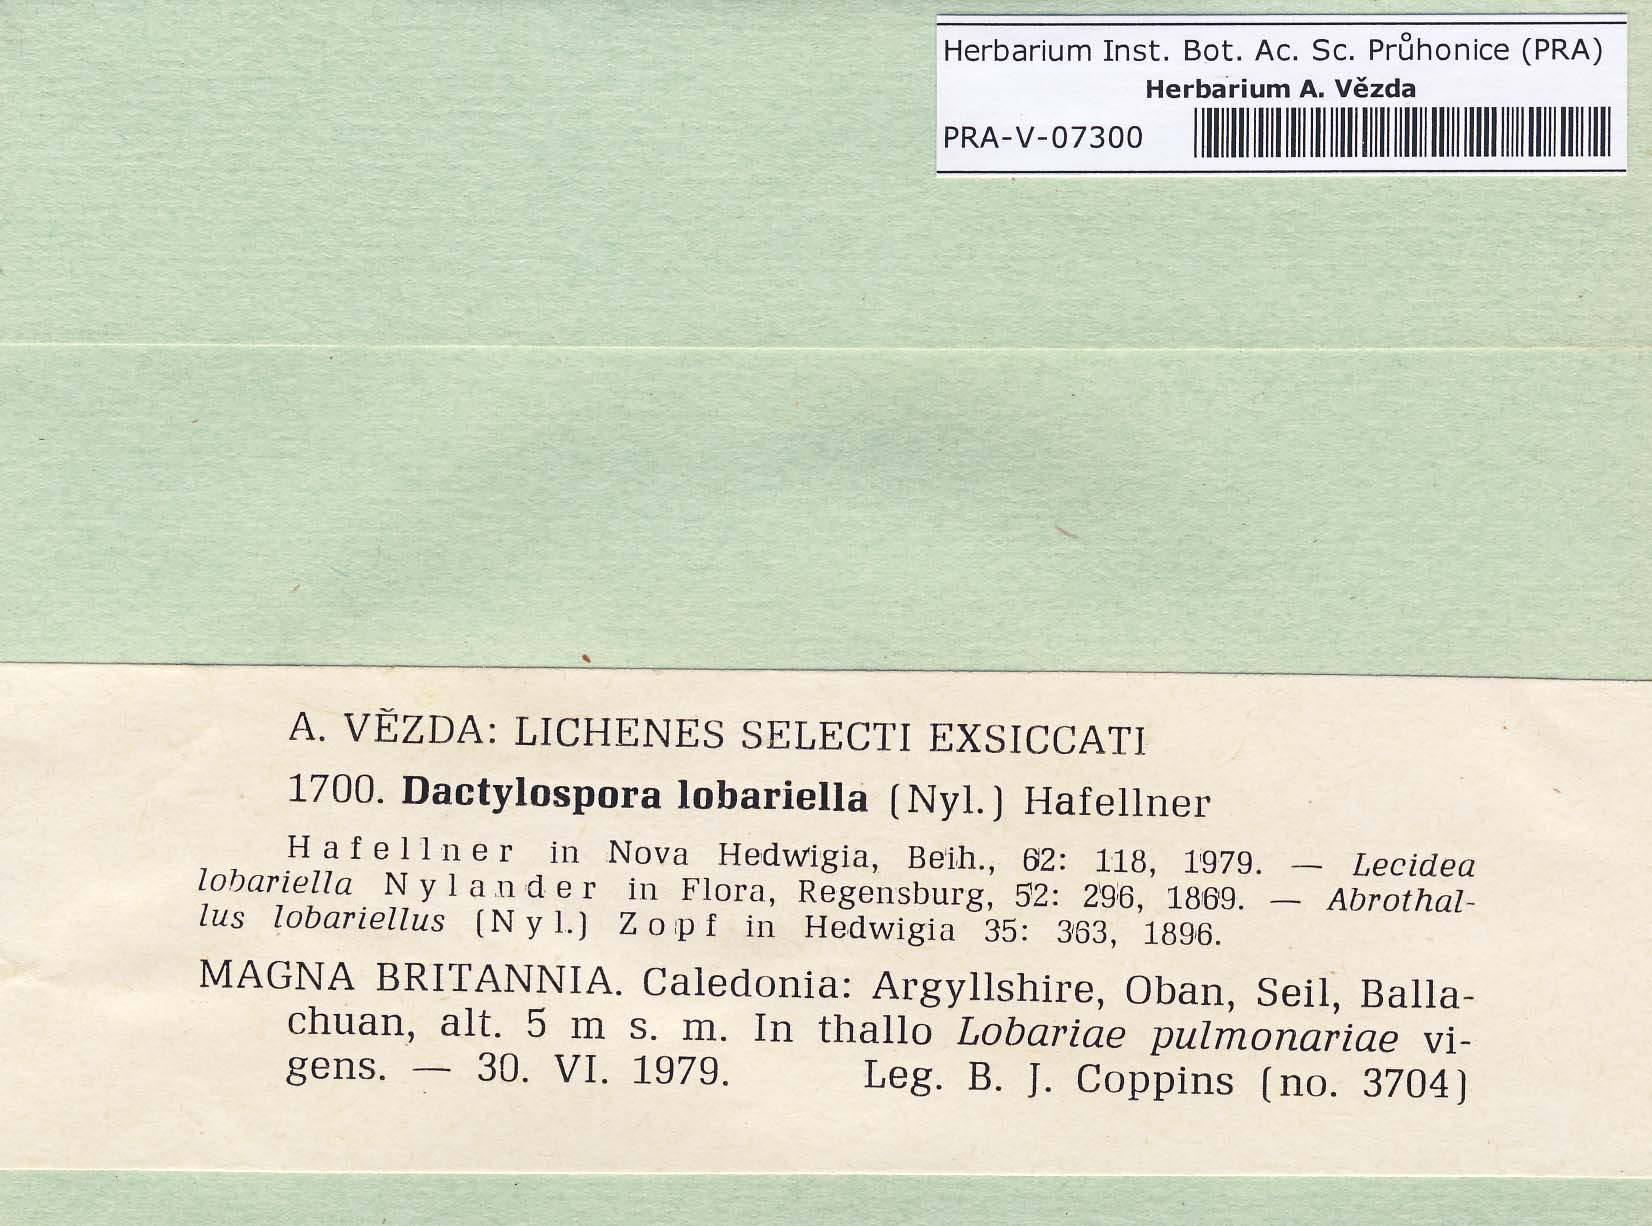 Herbarium Inst. Bot. Ac. Sc. Průhonice (PRA)
Herbarium A. Vězda
PRA-V-07300
A. VĚZDA: LICHENES SELECTI EXSICCATI
1700. Dactylospora lobariella (Nyl.) Hafellner
Hafellner in Nova Hedwigia, Beih., 62: 118, 1979. — Lecidea
lobariella Nylander in Flora, Regensburg, 52: 296, 1869. — Abrothal-
lus lobariellus (Nyl.) Zopf in Hedwigia 35: 363, 1896.
MAGNA BRITANNIA. Caledonia: Argyllshire, Oban, Seil, Balla-
chuan, alt. 5 m s. m. In thallo Lobariae pulmonariae vi-
gens. — 30. VI. 1979. Leg. B. J. Coppins (no. 3704)